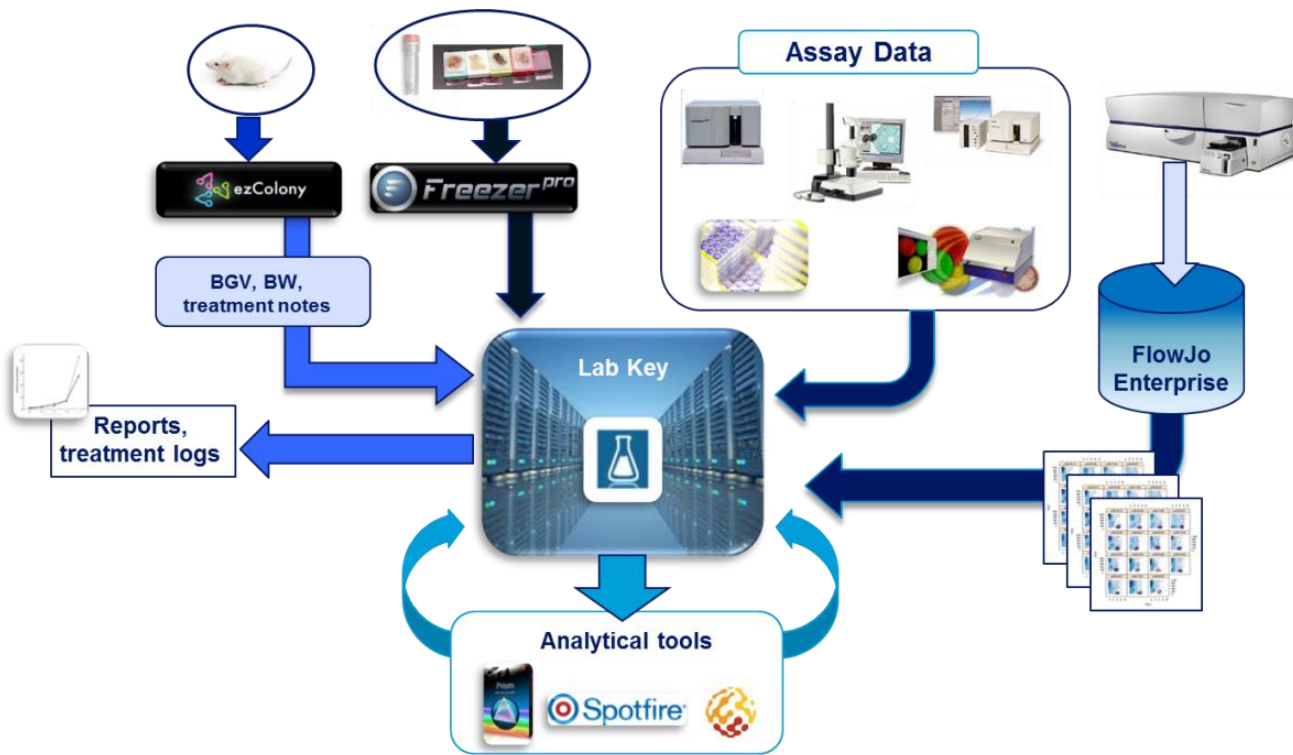 Assay Data
ezColony
Freezer pro
BGV, BW,
treatment notes
Lab Key
FlowJo
Enterprise
Reports,
treatment logs
Analytical tools
Prism
Spotfire